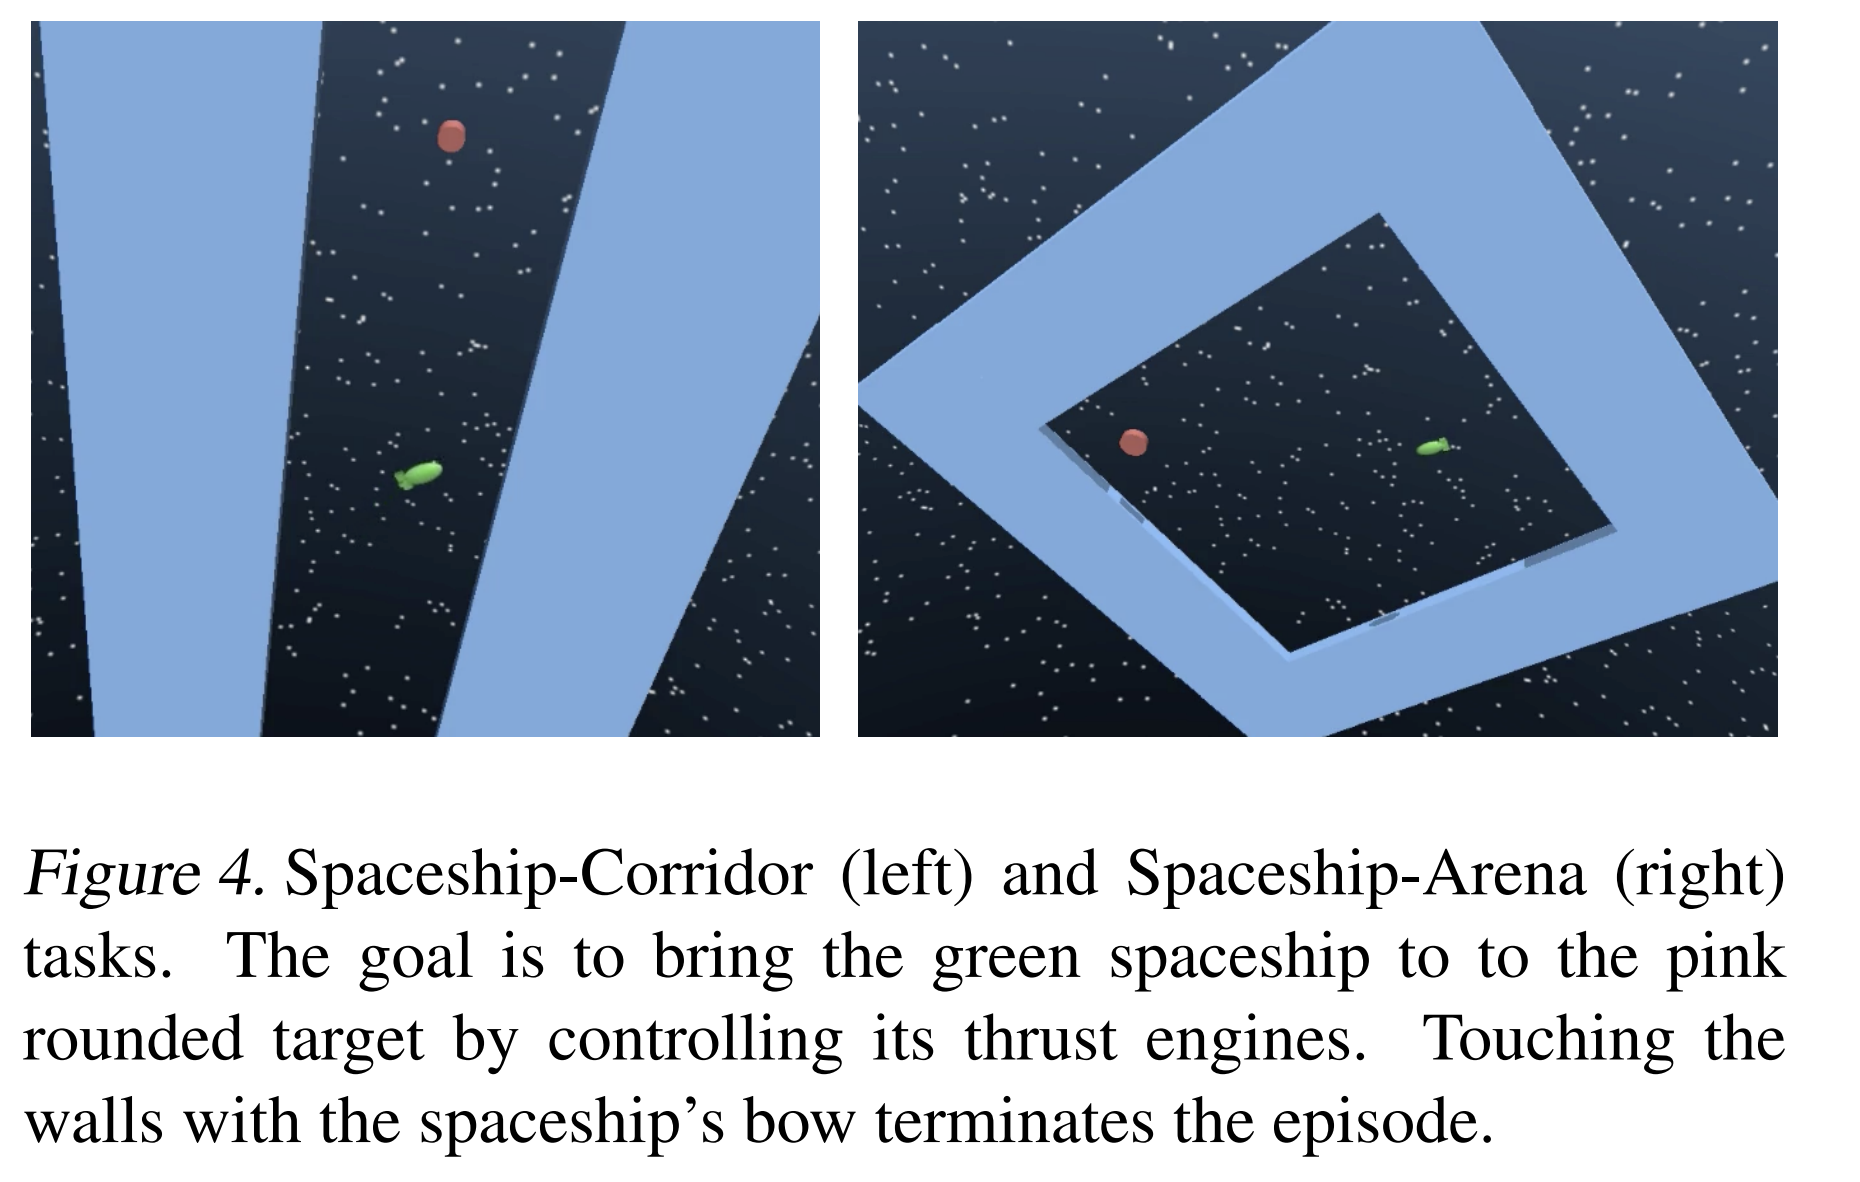 Figure 4. Spaceship-Corridor (left) and Spaceship-Arena (right)
tasks. The goal is to bring the green spaceship to to the pink
rounded target by controlling its thrust engines. Touching the
walls with the spaceship's bow terminates the episode.